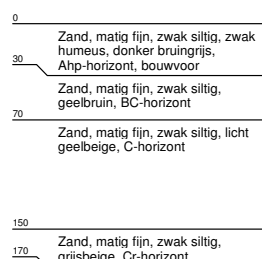 0
Zand, matig fijn, zwak siltig, zwak
humeus, donker bruingrijs,
Ahp-horizont, bouwvoor
30
Zand, matig fijn, zwak siltig,
geelbruin, BC-horizont
70
Zand, matig fijn, zwak siltig, licht
geelbeige, C-horizont
150
Zand, matig fijn, zwak siltig,
grijsbeige, Cr-horizont
170